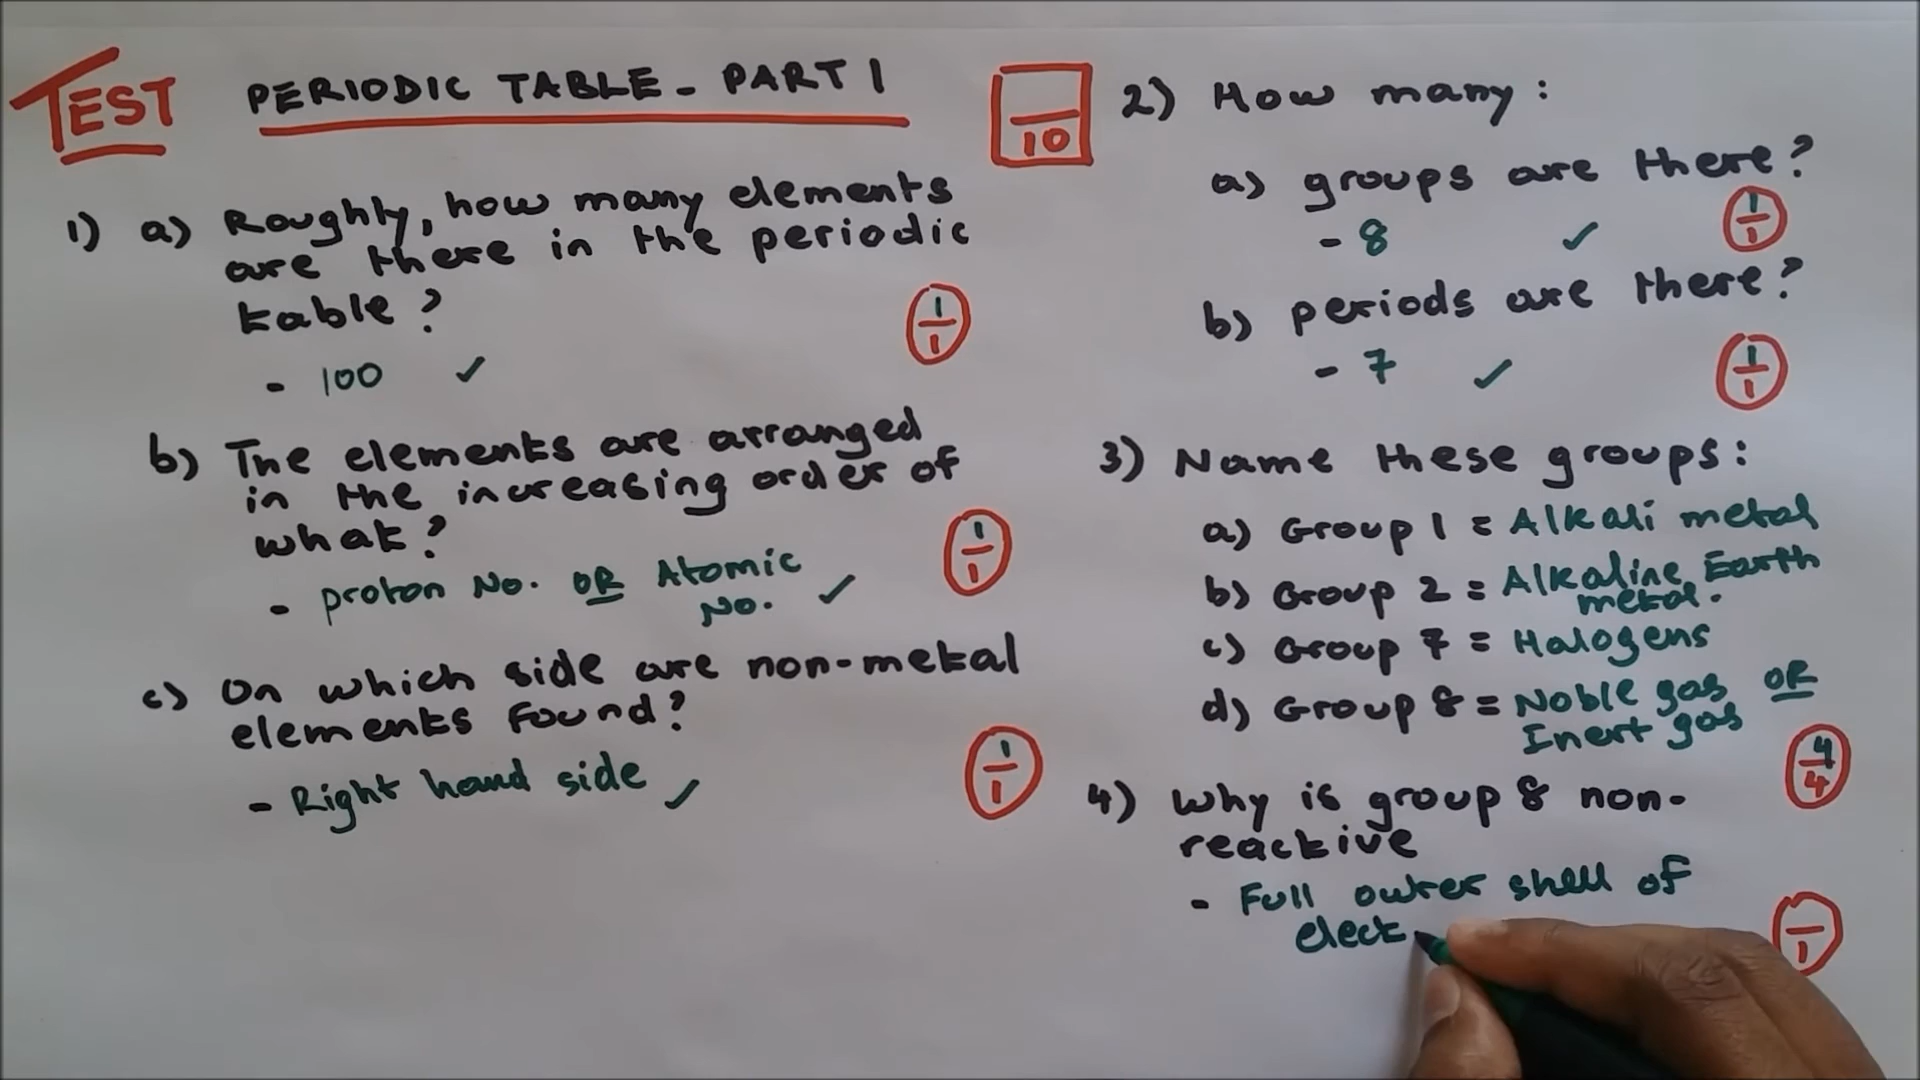 TEST PERIODIC TABLE - PART 1
10
1) a) Roughly, how many elements
are there in the periodic
table?
1/1
- 100 ✓
b) The elements are arranged
in the increasing order of
what?
1/1
- proton No. OR Atomic
No. ✓
c) On which side are non-metal
elements found?
1/1
- Right hand side ✓
2) How many:
a) groups are there?
- 8 ✓ 1/1
b) periods are there?
- 7 ✓ 1/1
3) Name these groups:
a) Group 1 = Alkali metal
b) Group 2 = Alkaline Earth
metal.
c) Group 7 = Halogens
d) Group 8 = Noble gas OR
Inert gas
4/4
4) Why is group 8 non-
reactive
- Full outer shell of
elect
/1